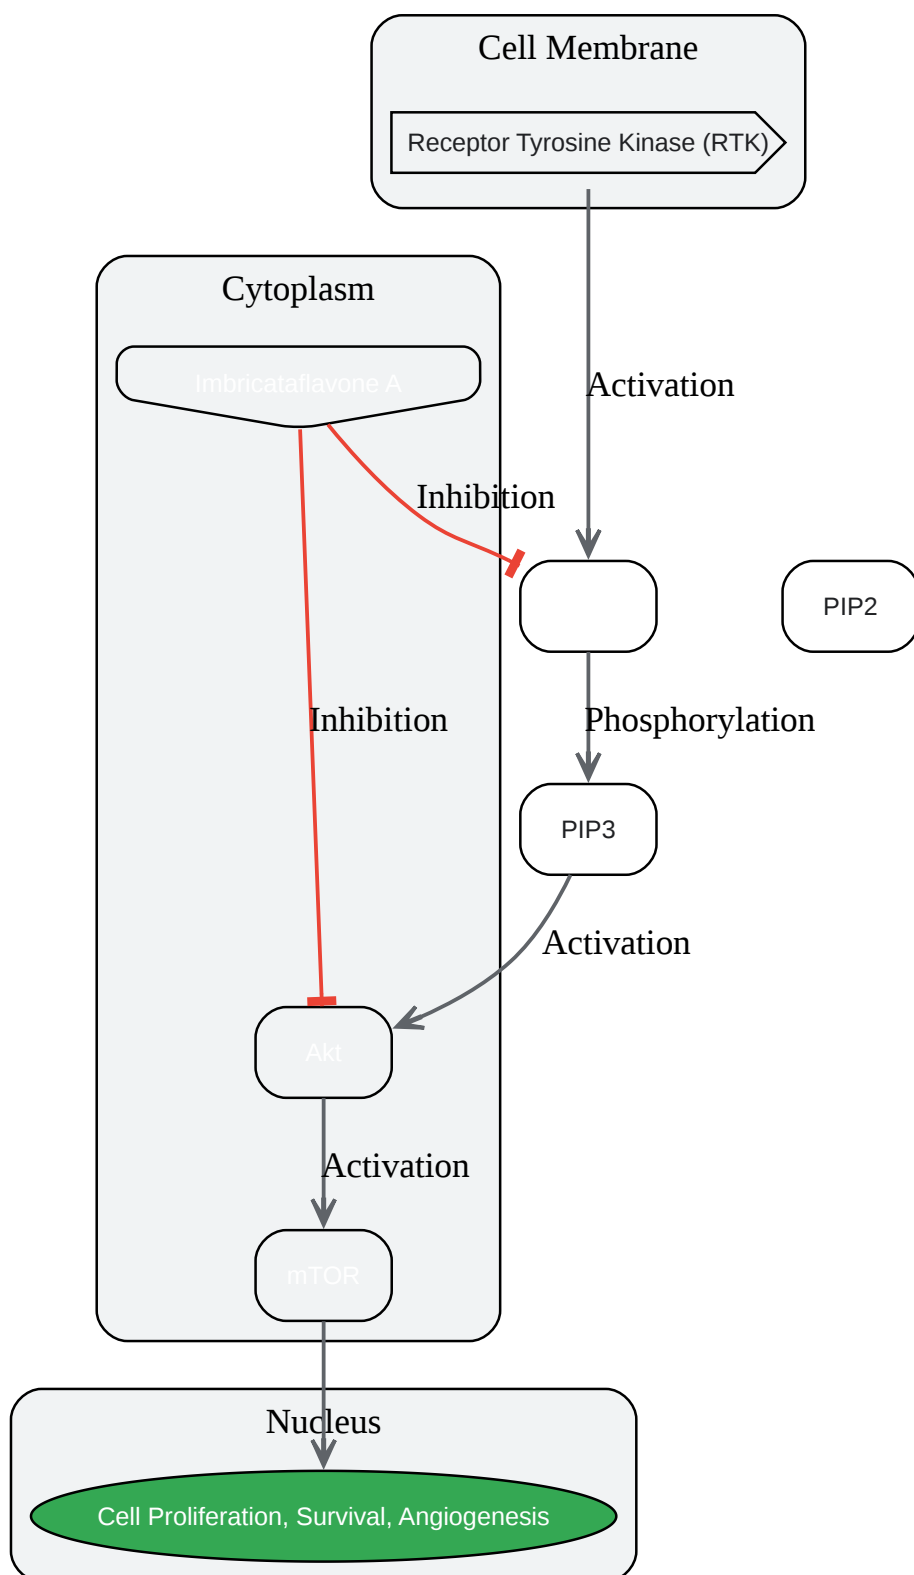 Cell Membrane
Receptor Tyrosine Kinase (RTK)
Cytoplasm
Imbricataflavone A
Activation
Inhibition
PIP2
Inhibition
Phosphorylation
PIP3
Activation
Akt
Activation
mTOR
Nucleus
Cell Proliferation, Survival, Angiogenesis